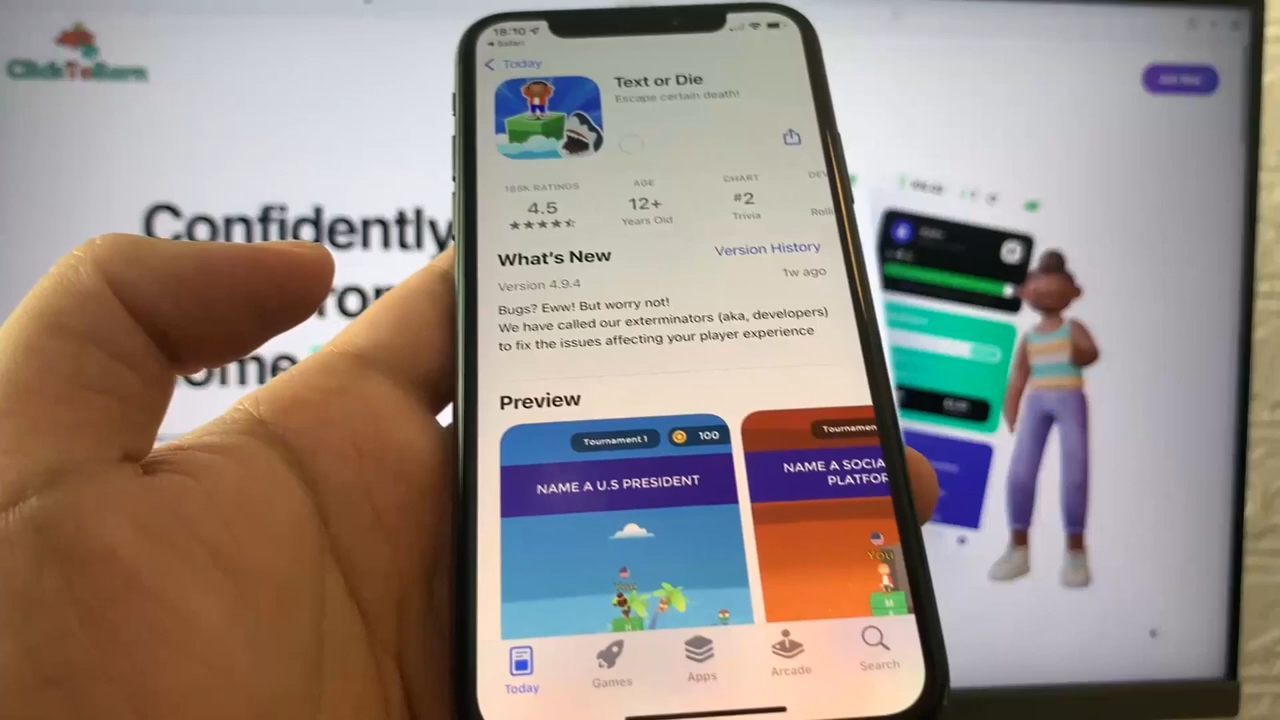 18:10
Safari
Today
Text or Die
Escape certain death!
188K RATINGS
4.5
AGE
12+
Years Old
CHART
#2
Trivia
What's New
Version History
Version 4.9.4
1w ago
Bugs? Eww! But worry not!
We have called our exterminators (aka, developers)
to fix the issues affecting your player experience
Preview
Tournament 1
100
NAME A U.S PRESIDENT
Tournamen
NAME A SOCIA
PLATFOR
YOU
Today
Games
Apps
Arcade
Search
ClickToEarn
Confidently